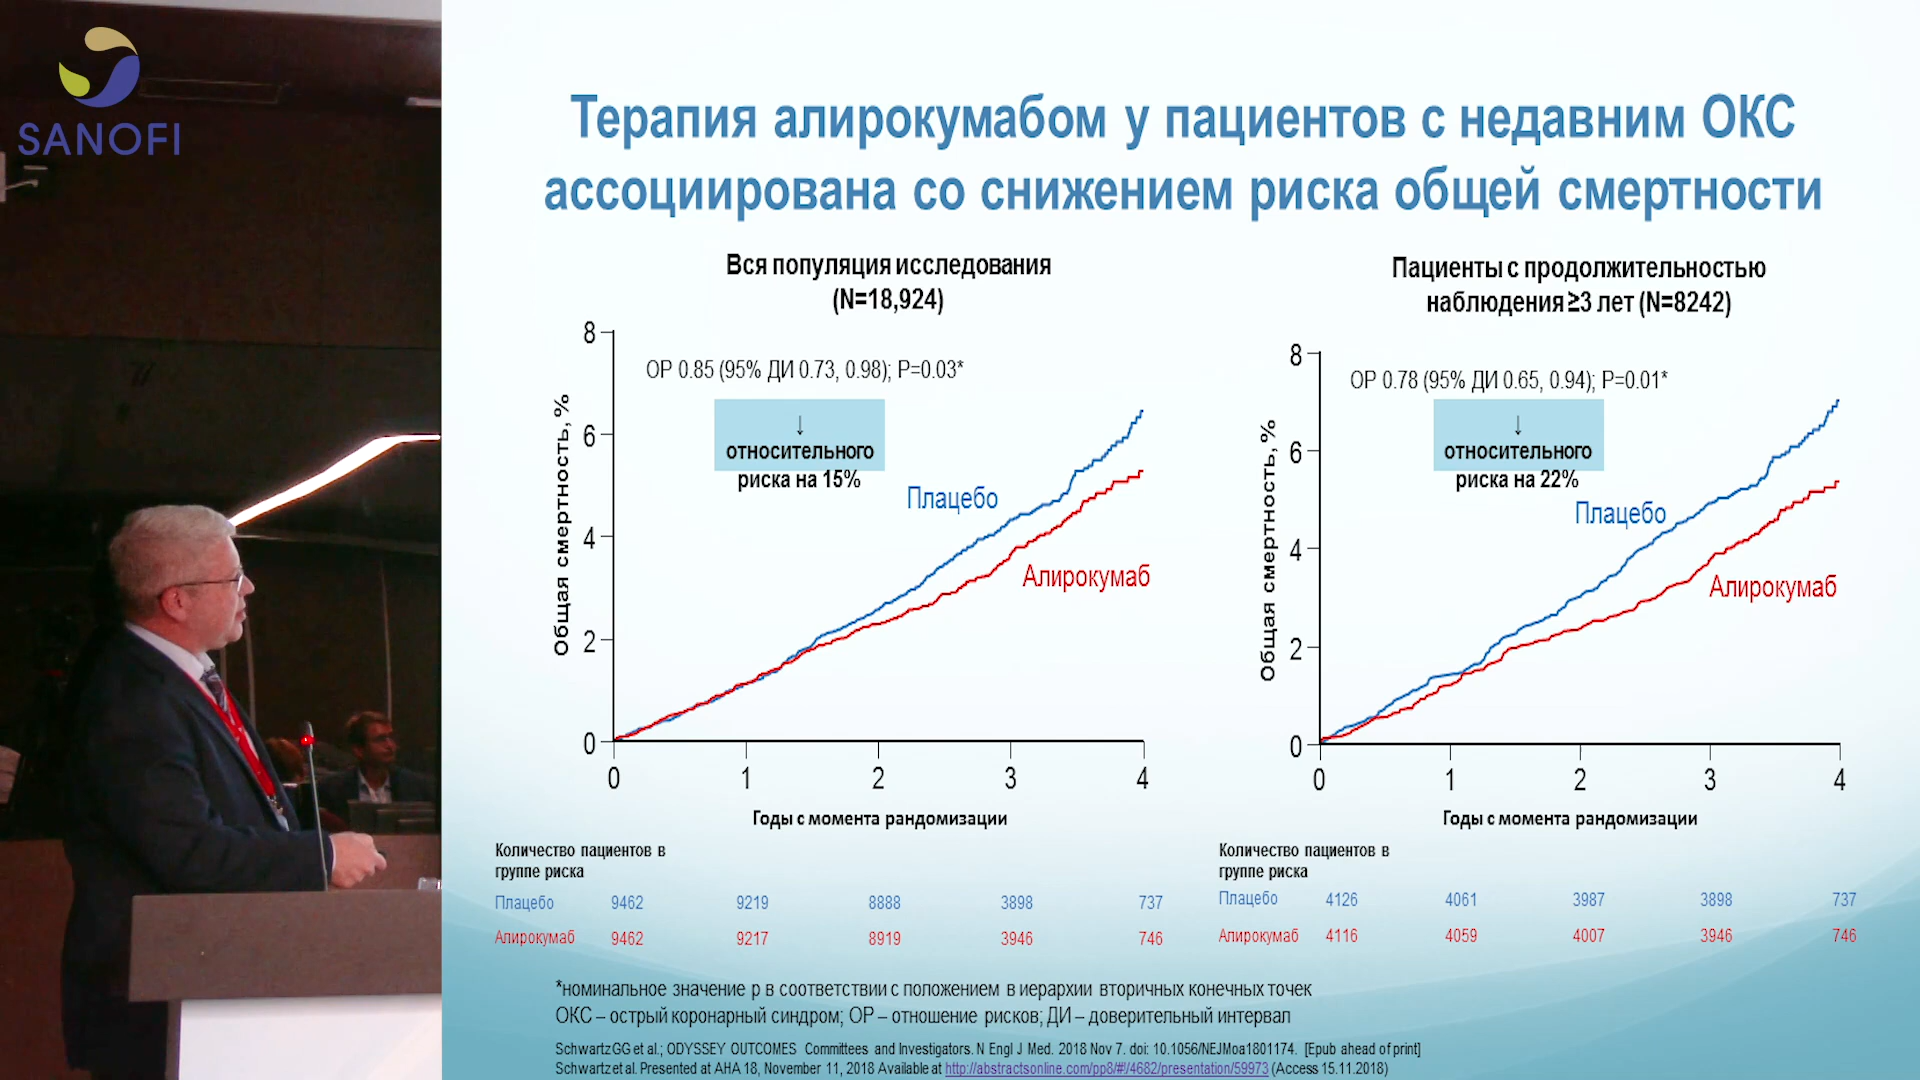 SANOFI
Терапия алирокумабом у пациентов с недавним ОКС
ассоциирована со снижением риска общей смертности
Вся популяция исследования
(N=18,924)
8
6
4
2
0
Общая смертность, %
ОР 0.85 (95% ДИ 0.73, 0.98); P=0.03*
↓
относительного
риска на 15%
Плацебо
Алирокумаб
0 1 2 3 4
Годы с момента рандомизации
Количество пациентов в
группе риска
Плацебо 9462 9219 8888 3898 737
Алирокумаб 9462 9217 8919 3946 746
Пациенты с продолжительностью
наблюдения ≥3 лет (N=8242)
8
6
4
2
0
Общая смертность, %
ОР 0.78 (95% ДИ 0.65, 0.94); P=0.01*
↓
относительного
риска на 22%
Плацебо
Алирокумаб
0 1 2 3 4
Годы с момента рандомизации
Количество пациентов в
группе риска
Плацебо 4126 4061 3987 3898 737
Алирокумаб 4116 4059 4007 3946 746
*номинальное значение р в соответствии с положением в иерархии вторичных конечных точек
ОКС – острый коронарный синдром; ОР – отношение рисков; ДИ – доверительный интервал
Schwartz GG et al.; ODYSSEY OUTCOMES Committees and Investigators. N Engl J Med. 2018 Nov 7. doi: 10.1056/NEJMoa1801174. [Epub ahead of print]
Schwartz et al. Presented at AHA 18, November 11, 2018 Available at http://abstractsonline.com/pp8/#!/4682/presentation/59973 (Access 15.11.2018)